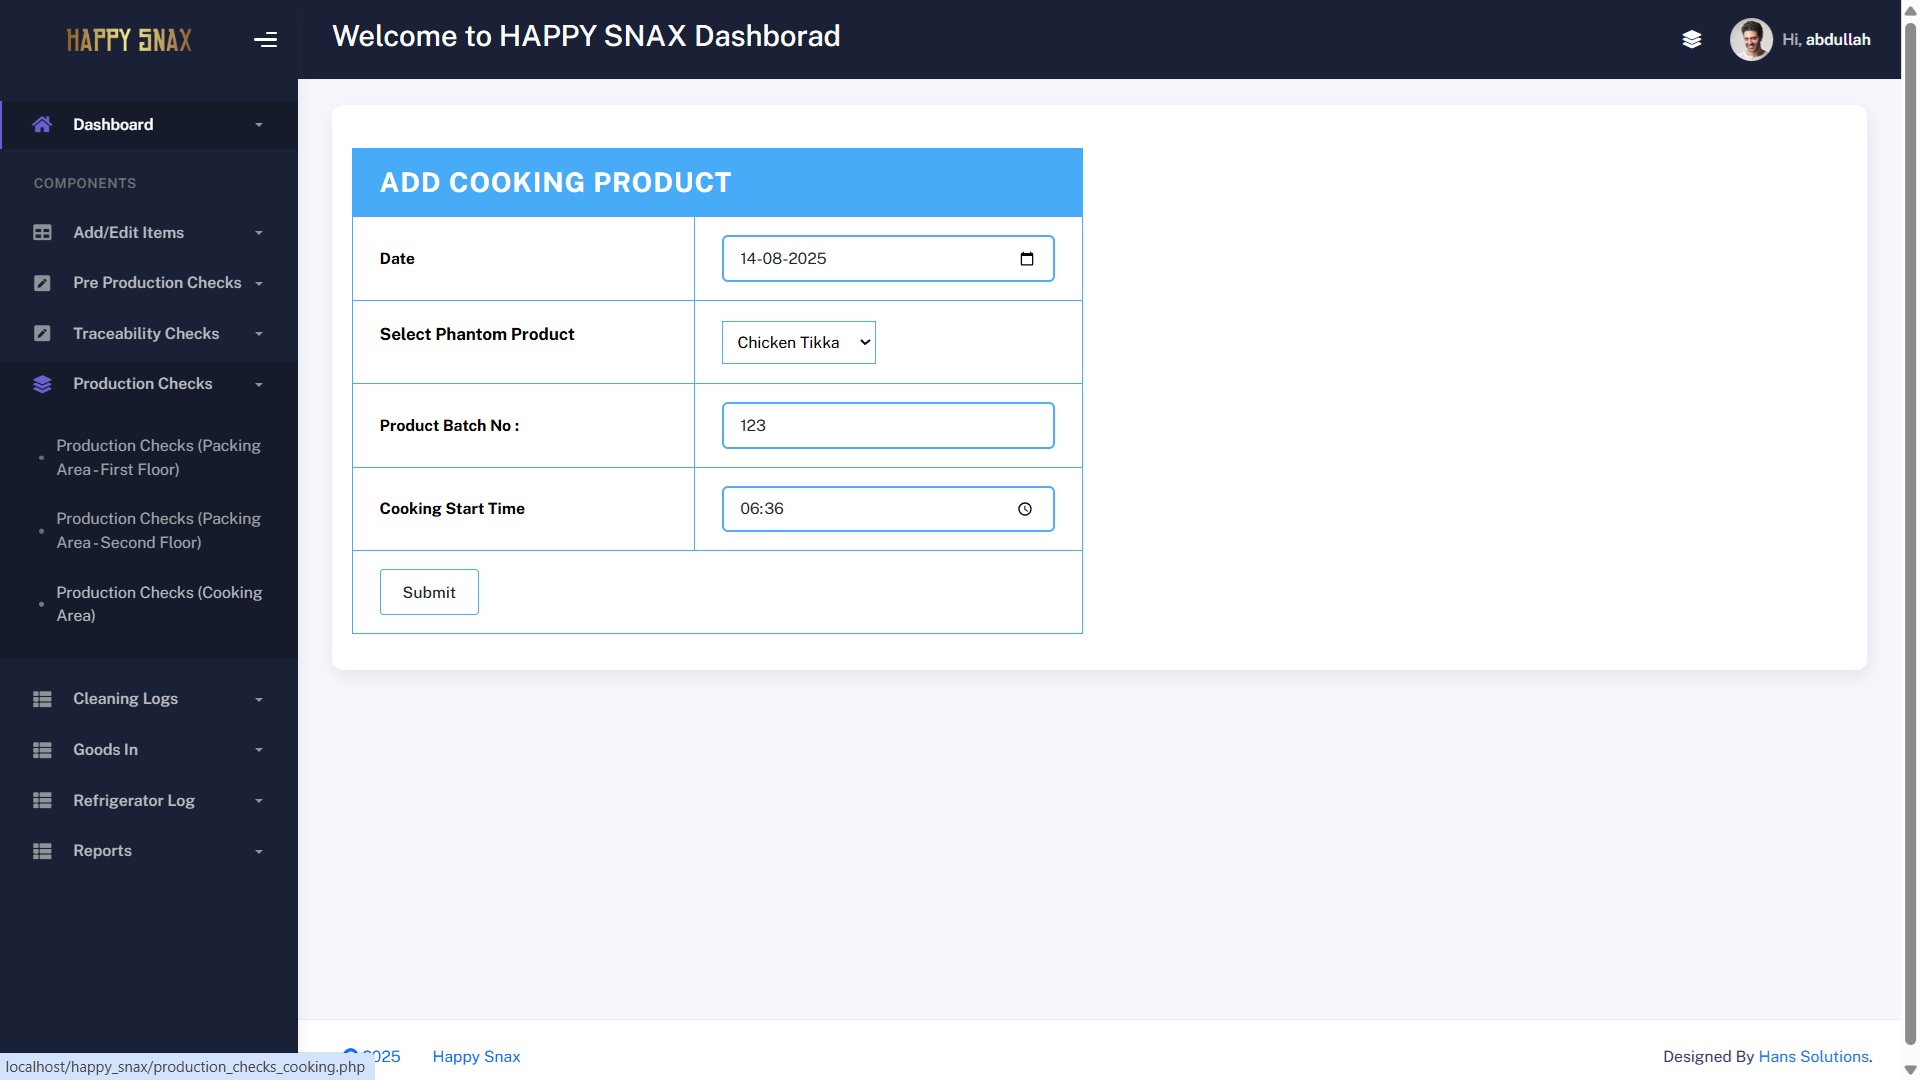 HAPPY SNAX
Welcome to HAPPY SNAX Dashborad
Hi, abdullah
Dashboard
COMPONENTS
Add/Edit Items
Pre Production Checks
Traceability Checks
Production Checks
Production Checks (Packing
Area - First Floor)
Production Checks (Packing
Area - Second Floor)
Production Checks (Cooking
Area)
Cleaning Logs
Goods In
Refrigerator Log
Reports
ADD COOKING PRODUCT
Date
14-08-2025
Select Phantom Product
Chicken Tikka
Product Batch No :
123
Cooking Start Time
06:36
Submit
2025
Happy Snax
Designed By Hans Solutions.
localhost/happy_snax/production_checks_cooking.php